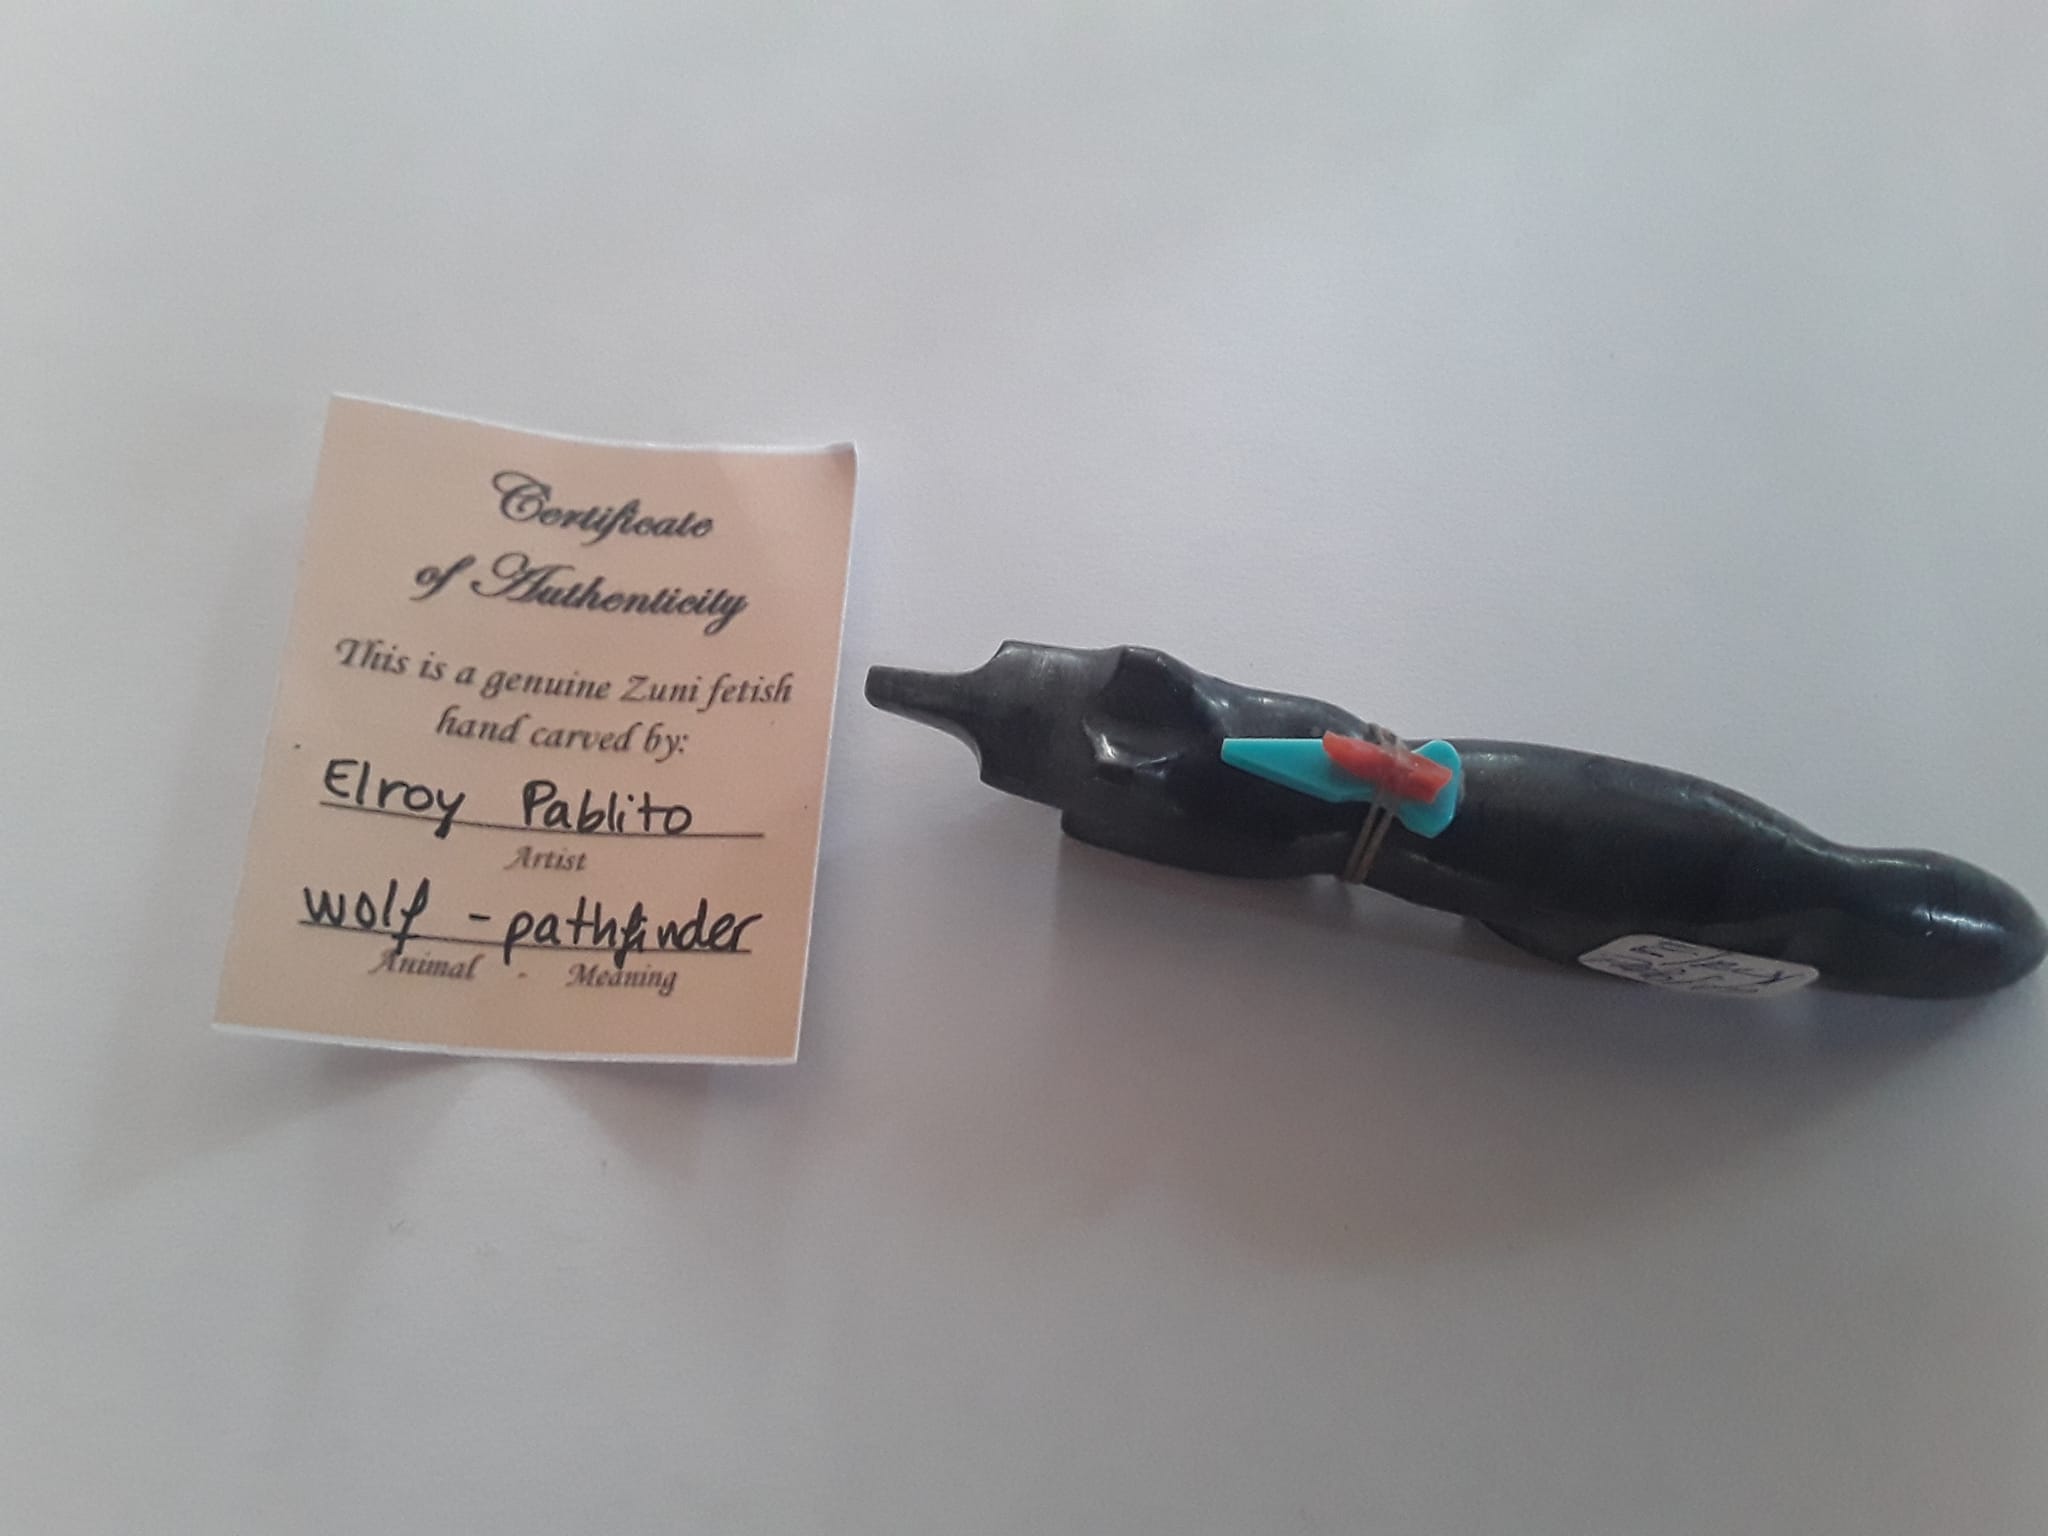 Certificate
of Authenticity
This is a genuine Zuni fetish
hand carved by:
Elroy Pablito
Artist
wolf - pathfinder
Animal - Meaning